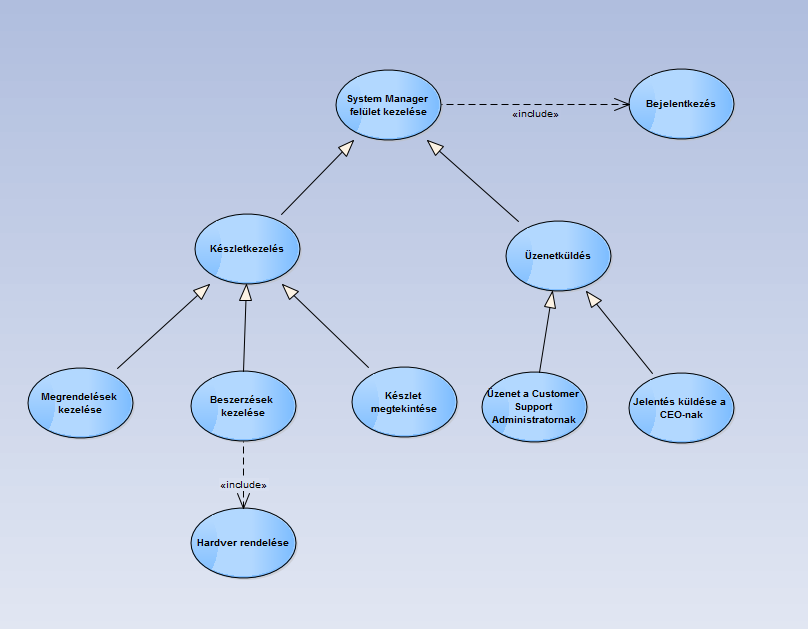 System Manager
felület kezelése
«include»
Bejelentkezés
Készletkezelés
Üzenetküldés
Megrendelések
kezelése
Beszerzések
kezelése
Készlet
megtekintése
Üzenet a Customer
Support
Administratornak
Jelentés küldése a
CEO-nak
«include»
Hardver rendelése